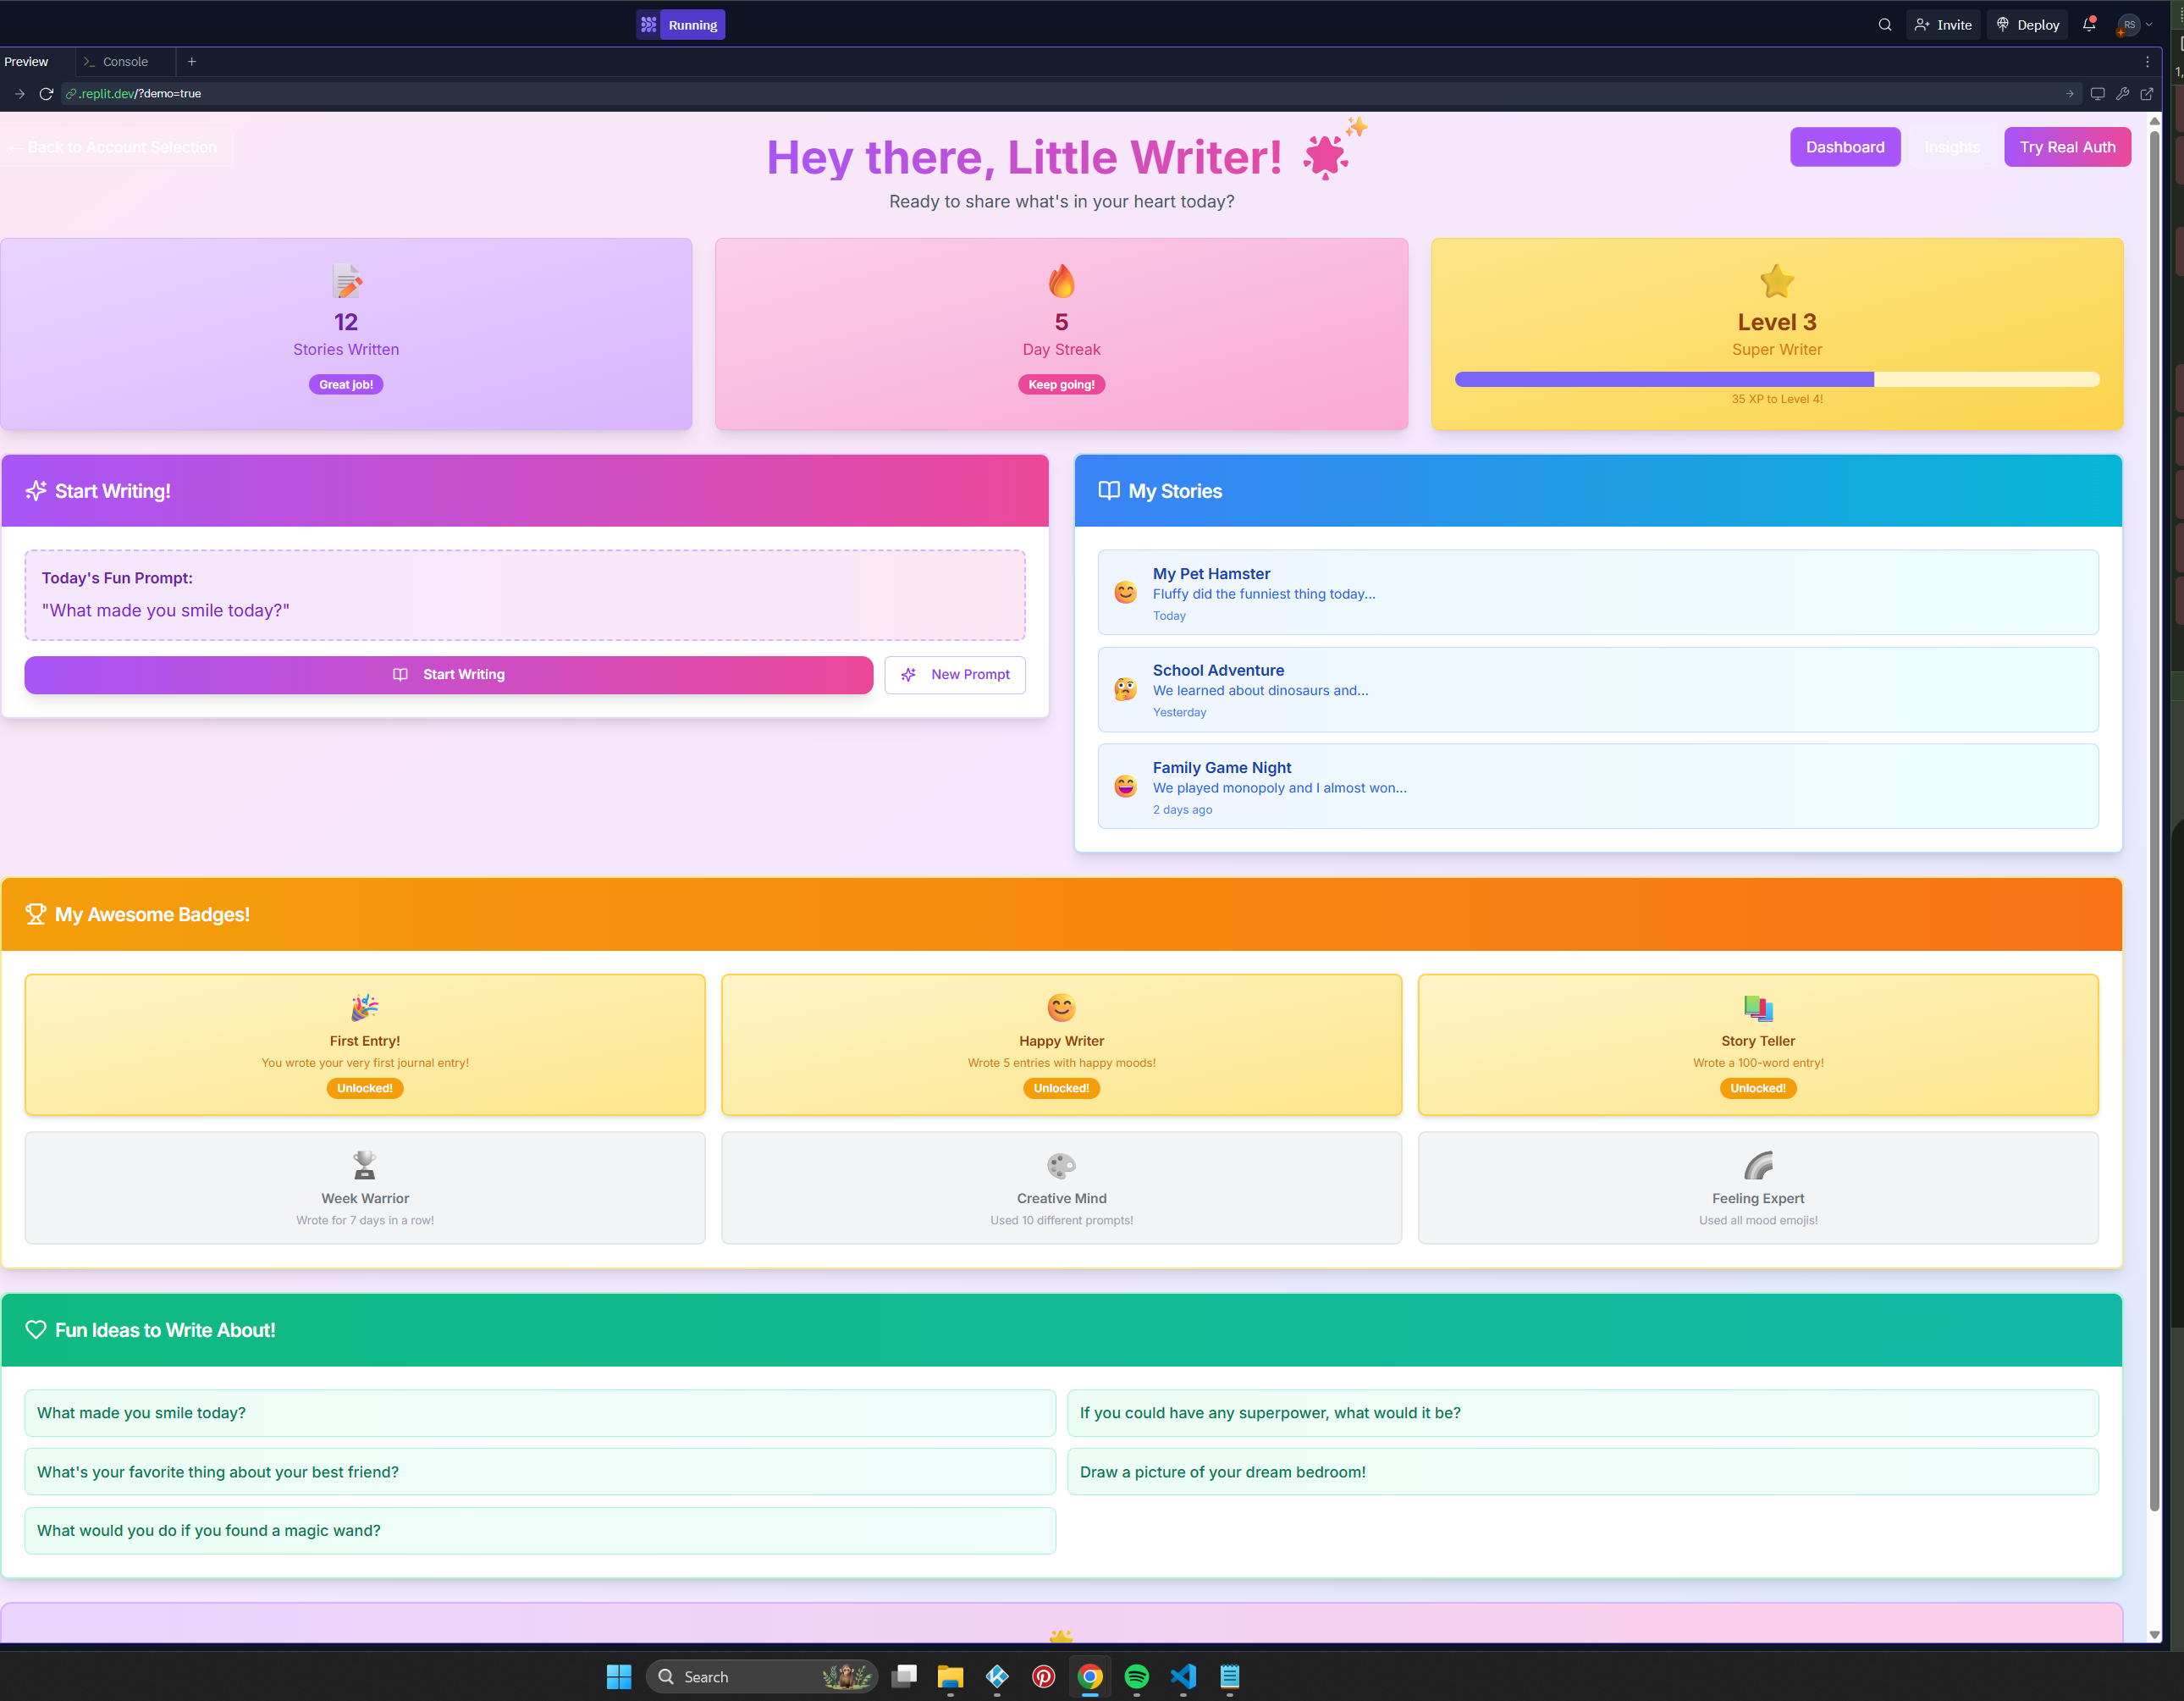 Running
Invite
Deploy
RS
Preview
Console
.replit.dev/?demo=true
← Back to Account Selection
Hey there, Little Writer!
Dashboard
Insights
Try Real Auth
Ready to share what's in your heart today?
12
Stories Written
Great job!
5
Day Streak
Keep going!
Level 3
Super Writer
35 XP to Level 4!
Start Writing!
Today's Fun Prompt:
"What made you smile today?"
Start Writing
New Prompt
My Stories
My Pet Hamster
Fluffy did the funniest thing today...
Today
School Adventure
We learned about dinosaurs and...
Yesterday
Family Game Night
We played monopoly and I almost won...
2 days ago
My Awesome Badges!
First Entry!
You wrote your very first journal entry!
Unlocked!
Happy Writer
Wrote 5 entries with happy moods!
Unlocked!
Story Teller
Wrote a 100-word entry!
Unlocked!
Week Warrior
Wrote for 7 days in a row!
Creative Mind
Used 10 different prompts!
Feeling Expert
Used all mood emojis!
Fun Ideas to Write About!
What made you smile today?
If you could have any superpower, what would it be?
What's your favorite thing about your best friend?
Draw a picture of your dream bedroom!
What would you do if you found a magic wand?
Search